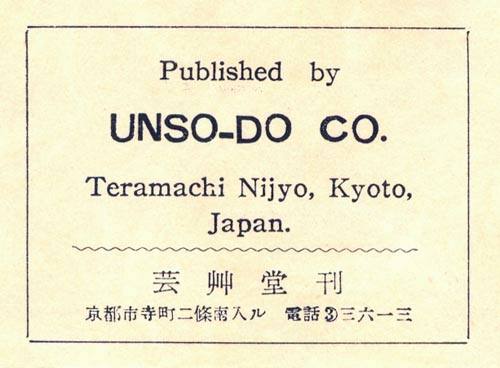 Published by
UNSO-DO CO.
Teramachi Nijyo, Kyoto,
Japan.
芸艸堂刊
京都市寺町二條南入ル 電話③三六一三